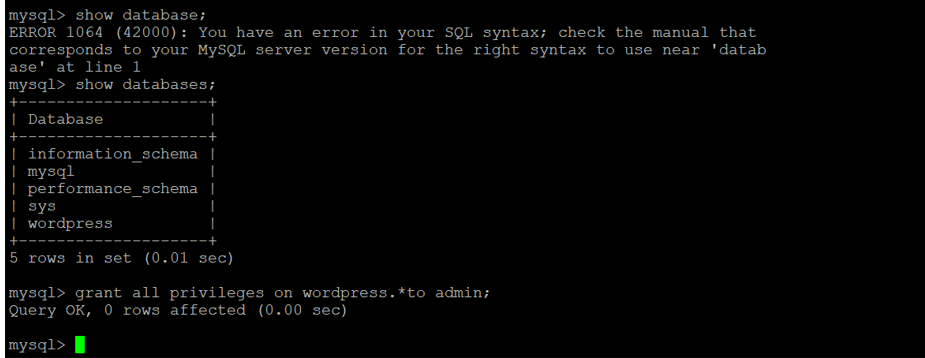 mysql> show database;
ERROR 1064 (42000): You have an error in your SQL syntax; check the manual that
corresponds to your MySQL server version for the right syntax to use near 'datab
ase' at line 1
mysql> show databases;
+--------------------+
| Database           |
+--------------------+
| information_schema |
| mysql              |
| performance_schema |
| sys                |
| wordpress          |
+--------------------+
5 rows in set (0.01 sec)

mysql> grant all privileges on wordpress.*to admin;
Query OK, 0 rows affected (0.00 sec)

mysql>